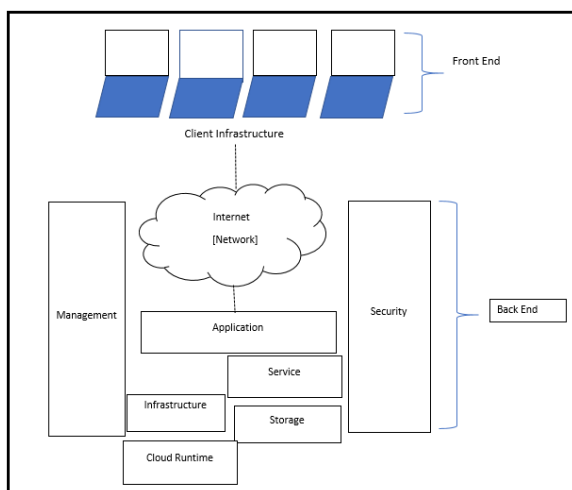 Front End
Client Infrastructure
Internet
[Network]
Management
Security
Back End
Application
Service
Infrastructure
Storage
Cloud Runtime